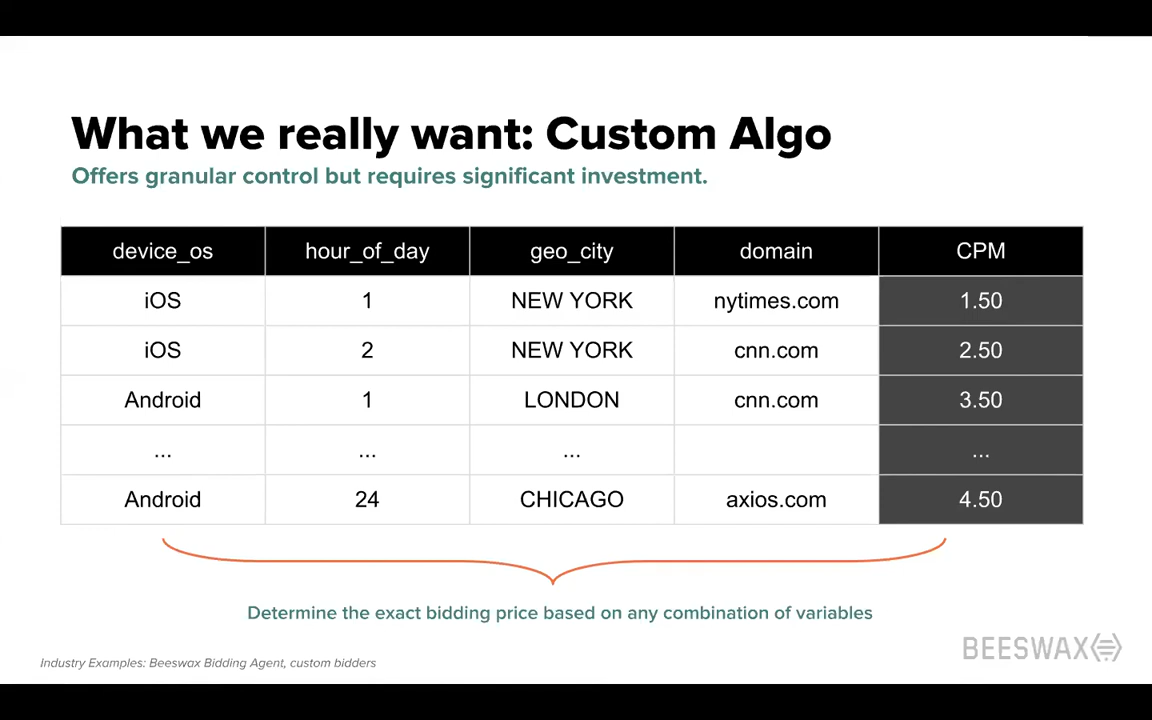 What we really want: Custom Algo
Offers granular control but requires significant investment.
device_os hour_of_day geo_city domain CPM
iOS 1 NEW YORK nytimes.com 1.50
iOS 2 NEW YORK cnn.com 2.50
Android 1 LONDON cnn.com 3.50
... ... ... ...
Android 24 CHICAGO axios.com 4.50
Determine the exact bidding price based on any combination of variables
BEESWAX
Industry Examples: Beeswax Bidding Agent, custom bidders